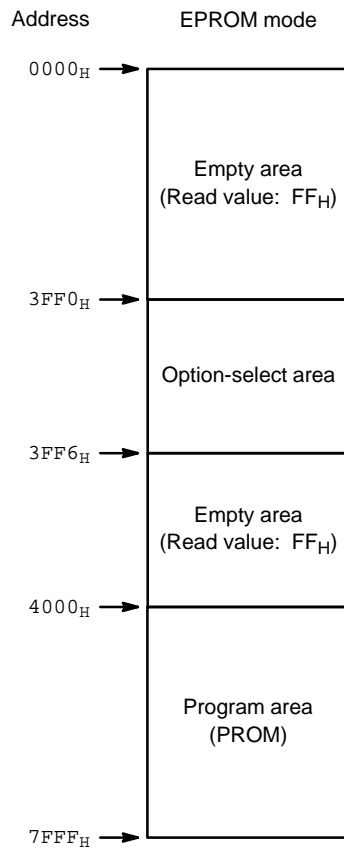 Address EPROM mode
0000H
Empty area
(Read value: FFH)
3FF0H
Option-select area
3FF6H
Empty area
(Read value: FFH)
4000H
Program area
(PROM)
7FFFH